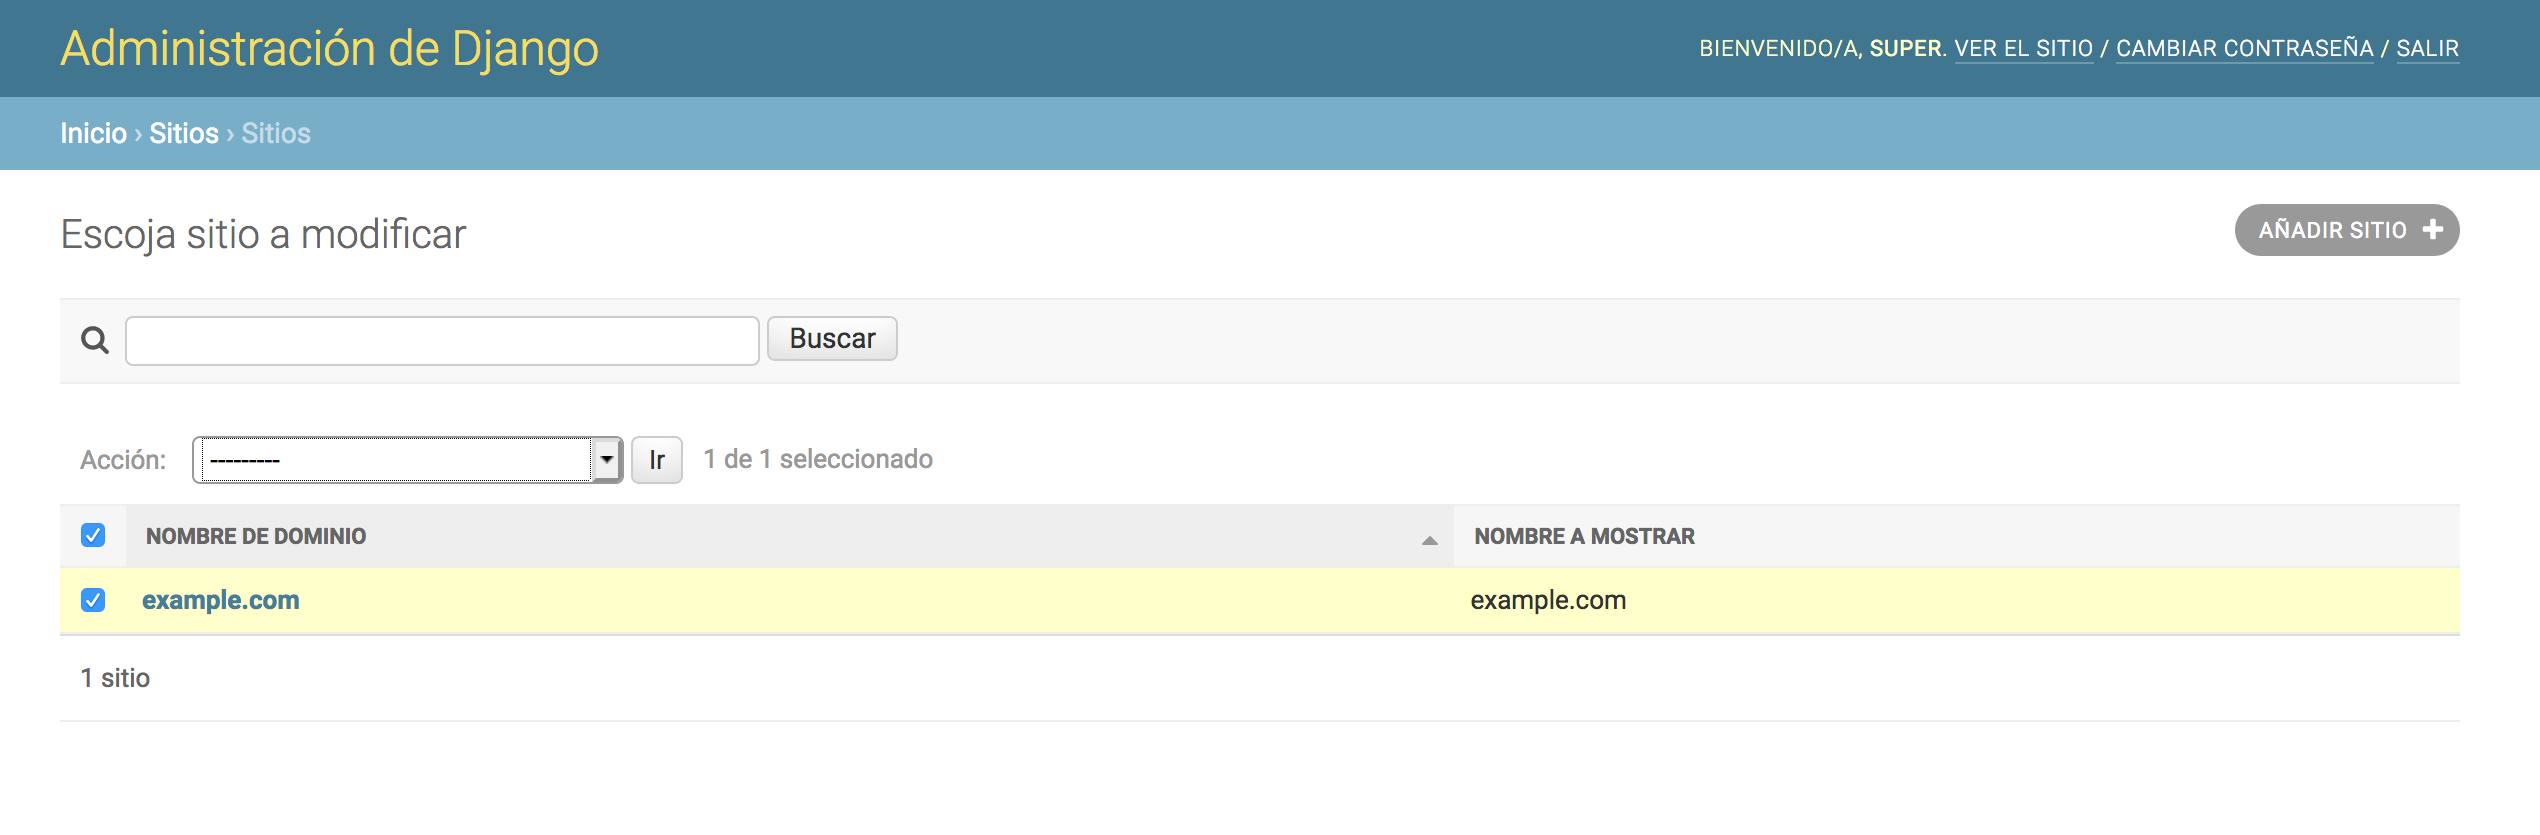 Administración de Django
BIENVENIDO/A, SUPER. VER EL SITIO / CAMBIAR CONTRASEÑA / SALIR
Inicio › Sitios › Sitios
Escoja sitio a modificar
AÑADIR SITIO
Buscar
Acción: --------- Ir 1 de 1 seleccionado
NOMBRE DE DOMINIO NOMBRE A MOSTRAR
example.com example.com
1 sitio